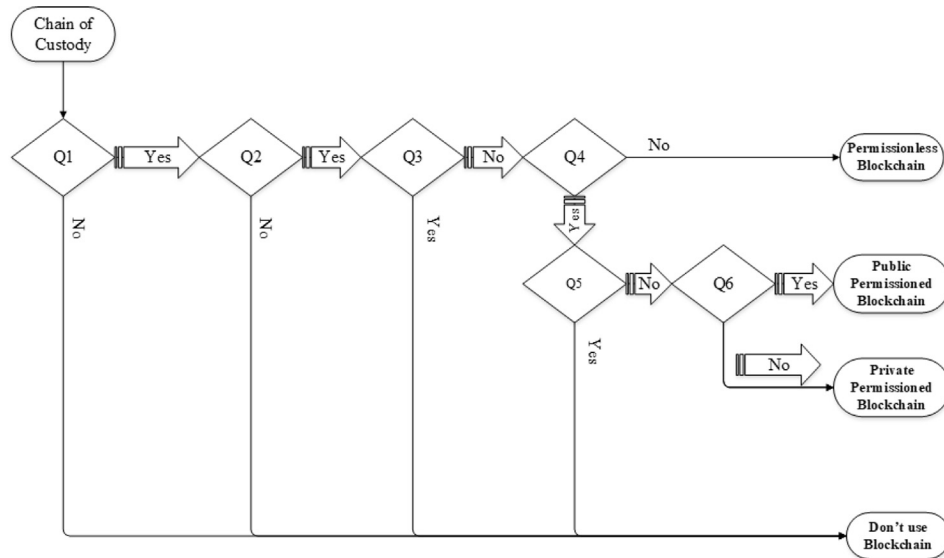 Chain of
Custody
Q1
Yes
Q2
Yes
Q3
No
Q4
No
Permissionless
Blockchain
No
No
Yes
Yes
Q5
No
Q6
Yes
Public
Permissioned
Blockchain
Yes
No
Private
Permissioned
Blockchain
Don't use
Blockchain